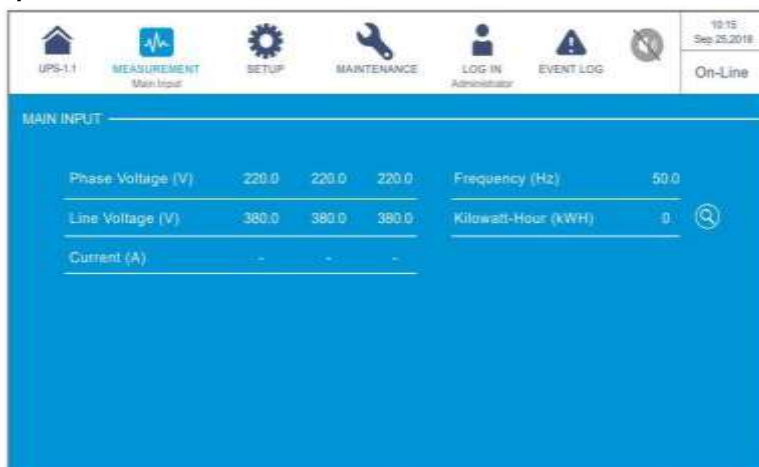 10:15
Sep 25,2018
UPS-1.1 MEASUREMENT SETUP MAINTENANCE LOG IN EVENT LOG On-Line
Main Input Administrator
MAIN INPUT
Phase Voltage (V) 220.0 220.0 220.0 Frequency (Hz) 50.0
Line Voltage (V) 380.0 380.0 380.0 Kilowatt-Hour (kWH) 0
Current (A) - - -